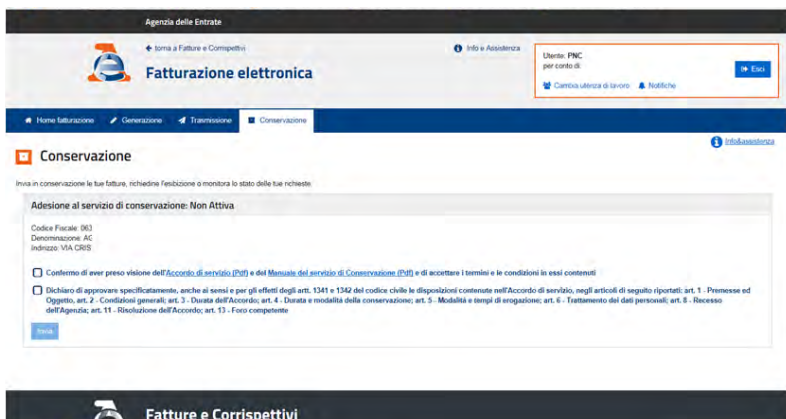 Agenzia delle Entrate
torna a Fatture e Corrispettivi
Info e Assistenza
Fatturazione elettronica
Utente: PNC
per conto di:
Esci
Cambia utenza di lavoro Notifiche
Home fatturazione Generazione Trasmissione Conservazione
Info&assistenza
Conservazione
Invia in conservazione le tue fatture, richiedine l'esibizione o monitora lo stato delle tue richieste.
Adesione al servizio di conservazione: Non Attiva
Codice Fiscale: 063
Denominazione: AG
Indirizzo: VIA CRIS
Confermo di aver preso visione dell'Accordo di servizio (Pdf) e del Manuale del servizio di Conservazione (Pdf) e di accettare i termini e le condizioni in essi contenuti
Dichiaro di approvare specificatamente, anche ai sensi e per gli effetti degli artt. 1341 e 1342 del codice civile le disposizioni contenute nell'Accordo di servizio, negli articoli di seguito riportati: art. 1 - Premesse ed
Oggetto, art. 2 - Condizioni generali; art. 3 - Durata dell'Accordo; art. 4 - Durata e modalità della conservazione; art. 5 - Modalità e tempi di erogazione; art. 6 - Trattamento dei dati personali; art. 8 - Recesso
dell'Agenzia; art. 11 - Risoluzione dell'Accordo; art. 13 - Foro competente
Invia
Fatture e Corrispettivi